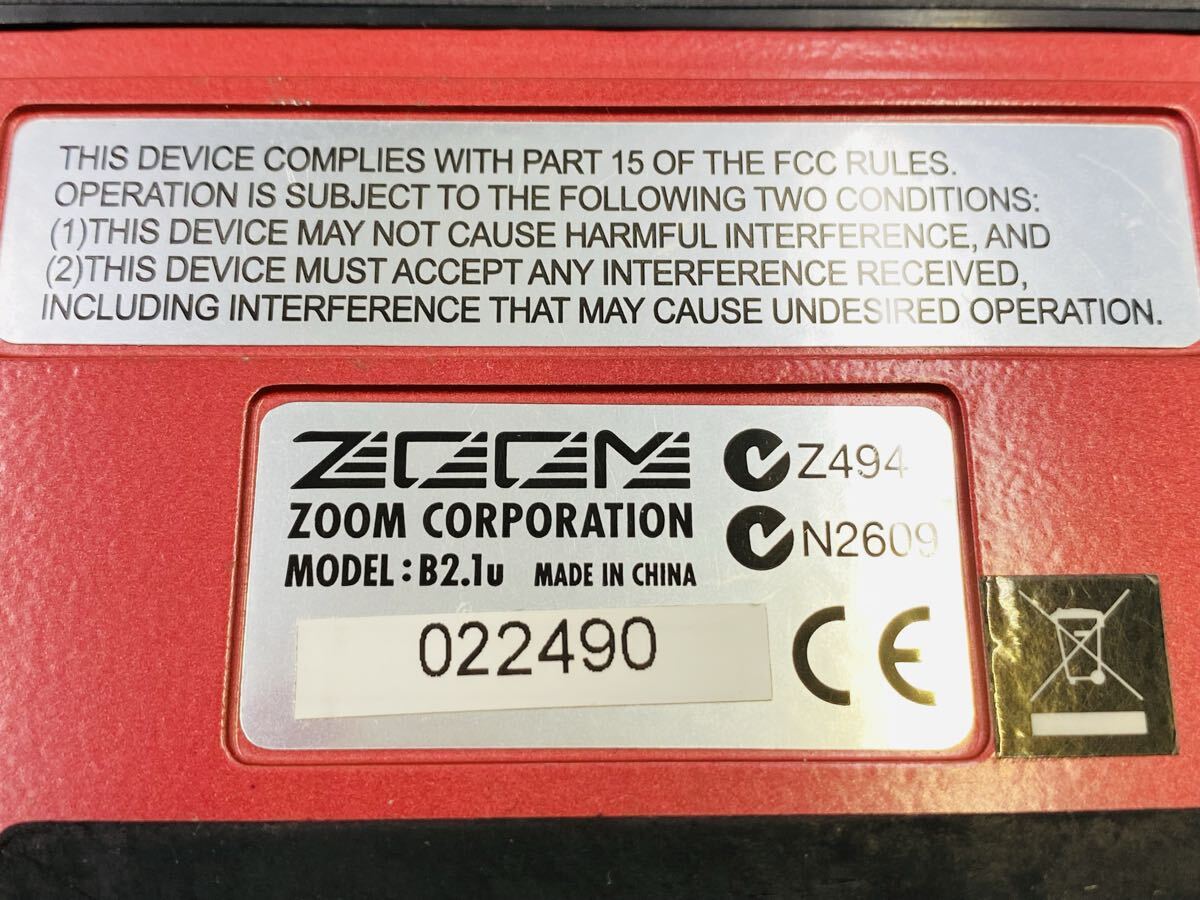 THIS DEVICE COMPLIES WITH PART 15 OF THE FCC RULES.
OPERATION IS SUBJECT TO THE FOLLOWING TWO CONDITIONS:
(1)THIS DEVICE MAY NOT CAUSE HARMFUL INTERFERENCE, AND
(2)THIS DEVICE MUST ACCEPT ANY INTERFERENCE RECEIVED,
INCLUDING INTERFERENCE THAT MAY CAUSE UNDESIRED OPERATION.
ZOOM
Z494
ZOOM CORPORATION
N2609
MODEL:B2.1u MADE IN CHINA
022490
CE